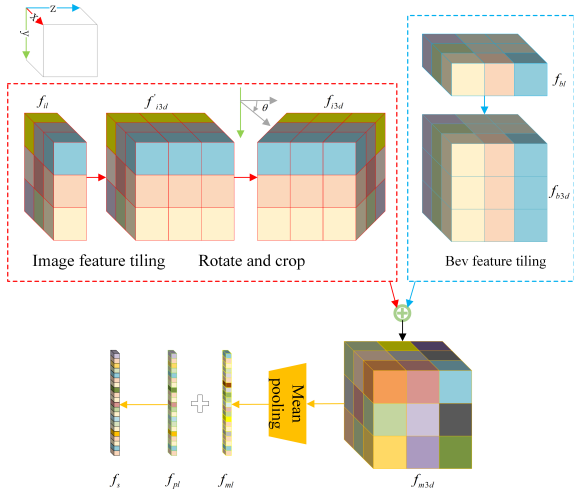 z
x
y
f_il
f'_i3d
θ
f_i3d
f_bl
f_b3d
Image feature tiling
Rotate and crop
Bev feature tiling
Mean
pooling
f_s
f_pl
f_ml
f_m3d